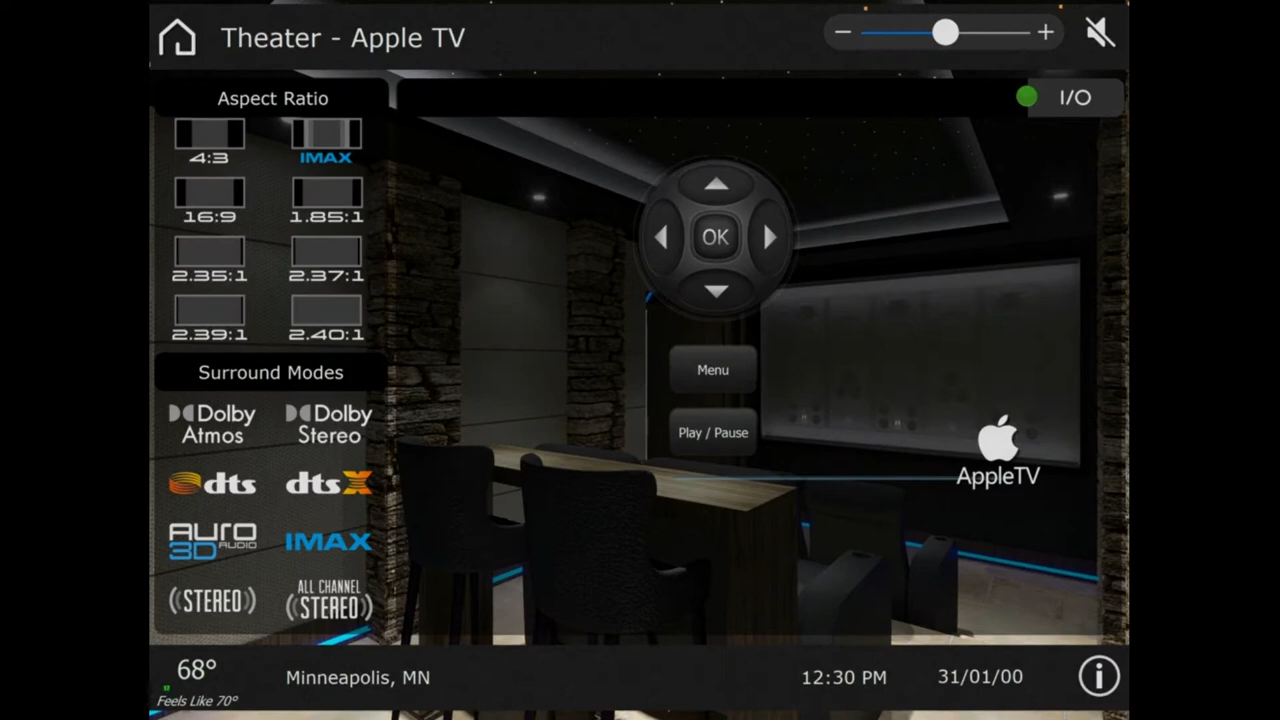 Theater - Apple TV
Aspect Ratio
I/O
4:3 IMAX
16:9 1.85:1
2.35:1 2.37:1
2.39:1 2.40:1
OK
Menu
Play / Pause
Surround Modes
Dolby Atmos
Dolby Stereo
dts dtsX
AURO 3D AUDIO
IMAX
STEREO
ALL CHANNEL STEREO
AppleTV
68°
Feels Like 70°
Minneapolis, MN
12:30 PM
31/01/00